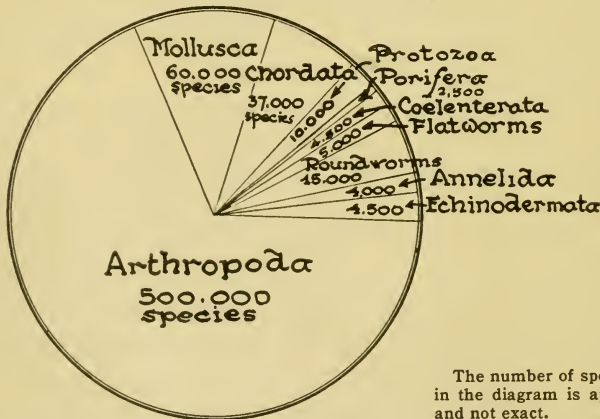 Mollusca
60.000
species
Chordata
37.000
species
Protozoa
10.000
Porifera
2,500
Coelenterata
4.500
Flatworms
5.000
Roundworms
15.000
Annelida
4,000
Echinodermata
4.500
Arthropoda
500.000
species
The number of spe
in the diagram is a
and not exact.